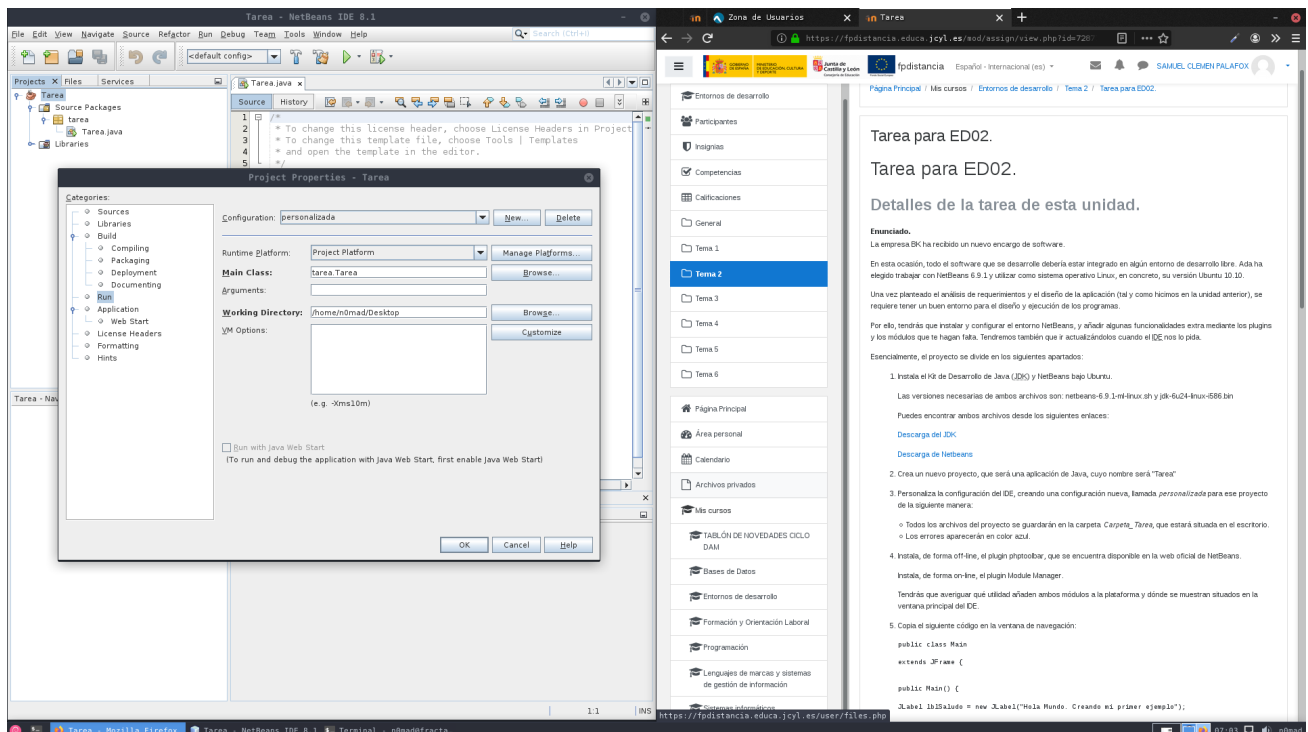 Tarea - NetBeans IDE 8.1
File Edit View Navigate Source Refactor Run Debug Team Tools Window Help
Search (Ctrl+I)
<default config>
Projects Files Services
Tarea
Source Packages
tarea
Tarea.java
Libraries
Tarea.java
Source History
1 /*
2 * To change this license header, choose License Headers in Project
3 * To change this template file, choose Tools | Templates
4 * and open the template in the editor.
5 */
Tarea - Nav
Project Properties - Tarea
Categories:
Sources
Libraries
Build
Compiling
Packaging
Deployment
Documenting
Run
Application
Web Start
License Headers
Formatting
Hints
Configuration: personalizada New... Delete
Runtime Platform: Project Platform Manage Platforms...
Main Class: tarea.Tarea Browse...
Arguments:
Working Directory: /home/n0mad/Desktop Browse...
VM Options: Customize
(e.g. -Xms10m)
Run with Java Web Start
(To run and debug the application with Java Web Start, first enable Java Web Start)
OK Cancel Help
1:1 INS
Zona de Usuarios
Tarea
https://fpdistancia.educa.jcyl.es/mod/assign/view.php?id=728
GOBIERNO DE ESPAÑA
Junta de Castilla y León
fpdistancia Español - Internacional (es) SAMUEL CLEMEN PALAFOX
Entornos de desarrollo
Participantes
Insignias
Competencias
Calificaciones
General
Tema 1
Tema 2
Tema 3
Tema 4
Tema 5
Tema 6
Página Principal
Área personal
Calendario
Archivos privados
Mis cursos
TABLÓN DE NOVEDADES CICLO DAM
Bases de Datos
Entornos de desarrollo
Formación y Orientación Laboral
Programación
Lenguajes de marcas y sistemas de gestión de información
Sistemas informáticos
Página Principal / Mis cursos / Entornos de desarrollo / Tema 2 / Tarea para ED02.
Tarea para ED02.
Tarea para ED02.
Detalles de la tarea de esta unidad.
Enunciado.
La empresa BK ha recibido un nuevo encargo de software.
En esta ocasión, todo el software que se desarrolle debería estar integrado en algún entorno de desarrollo libre. Ada ha
elegido trabajar con NetBeans 6.9.1 y utilizar como sistema operativo Linux, en concreto, su versión Ubuntu 10.10.
Una vez planteado el análisis de requerimientos y el diseño de la aplicación (tal y como hicimos en la unidad anterior), se
requiere tener un buen entorno para el diseño y ejecución de los programas.
Por ello, tendrás que instalar y configurar el entorno NetBeans, y añadir algunas funcionalidades extra mediante los plugins
y los módulos que te hagan falta. Tendremos también que ir actualizándolos cuando el IDE nos lo pida.
Esencialmente, el proyecto se divide en los siguientes apartados:
1. Instala el Kit de Desarrollo de Java (JDK) y NetBeans bajo Ubuntu.
Las versiones necesarias de ambos archivos son: netbeans-6.9.1-ml-linux.sh y jdk-6u24-linux-i586.bin
Puedes encontrar ambos archivos desde los siguientes enlaces:
Descarga del JDK
Descarga de Netbeans
2. Crea un nuevo proyecto, que será una aplicación de Java, cuyo nombre será "Tarea"
3. Personaliza la configuración del IDE, creando una configuración nueva, llamada personalizada para ese proyecto
de la siguiente manera:
Todos los archivos del proyecto se guardarán en la carpeta Carpeta_Tarea, que estará situada en el escritorio.
Los errores aparecerán en color azul.
4. Instala, de forma off-line, el plugin phptoolbar, que se encuentra disponible en la web oficial de NetBeans.
Instala, de forma on-line, el plugin Module Manager.
Tendrás que averiguar qué utilidad añaden ambos módulos a la plataforma y dónde se muestran situados en la
ventana principal del IDE.
5. Copia el siguiente código en la ventana de navegación:
public class Main
extends JFrame {
public Main() {
JLabel lblSaludo = new JLabel("Hola Mundo. Creando mi primer ejemplo");
https://fpdistancia.educa.jcyl.es/user/files.php
Tarea - Mozilla Firefox
Tarea - NetBeans IDE 8.1
Terminal - n0mad@fracta
07:03
n0mad